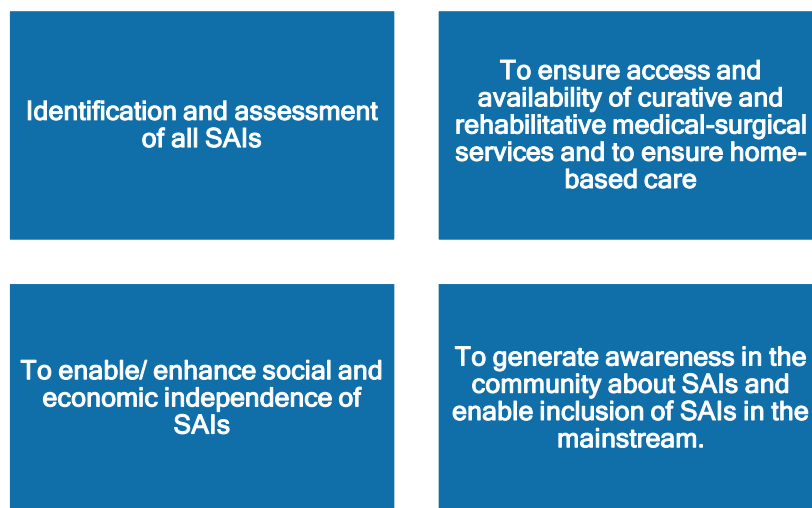 Identification and assessment
of all SAIs
To ensure access and
availability of curative and
rehabilitative medical-surgical
services and to ensure home-
based care
To enable/ enhance social and
economic independence of
SAIs
To generate awareness in the
community about SAIs and
enable inclusion of SAIs in the
mainstream.